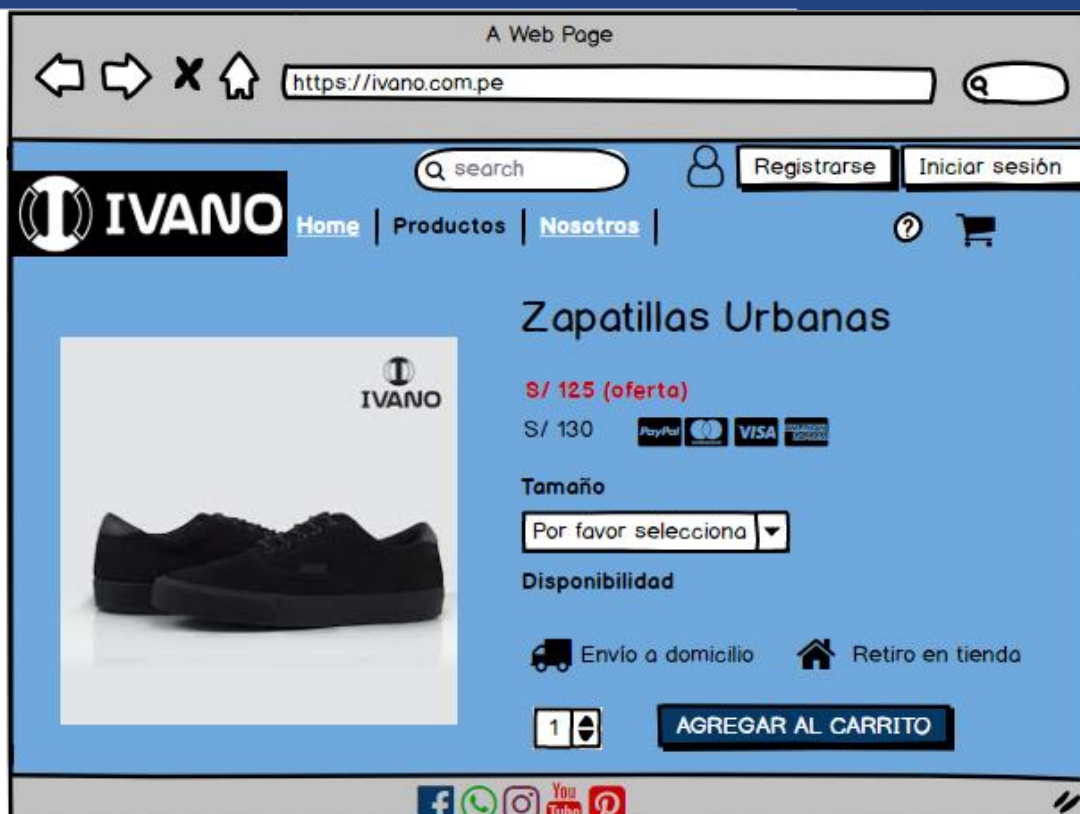 A Web Page
https://ivano.com.pe
search
Registrarse
Iniciar sesión
IVANO
Home | Productos | Nosotros |
?
Zapatillas Urbanas
IVANO
S/ 125 (oferta)
S/ 130
PayPal
VISA
Tamaño
Por favor selecciona
Disponibilidad
Envío a domicilio
Retiro en tienda
1
AGREGAR AL CARRITO
You
Tube